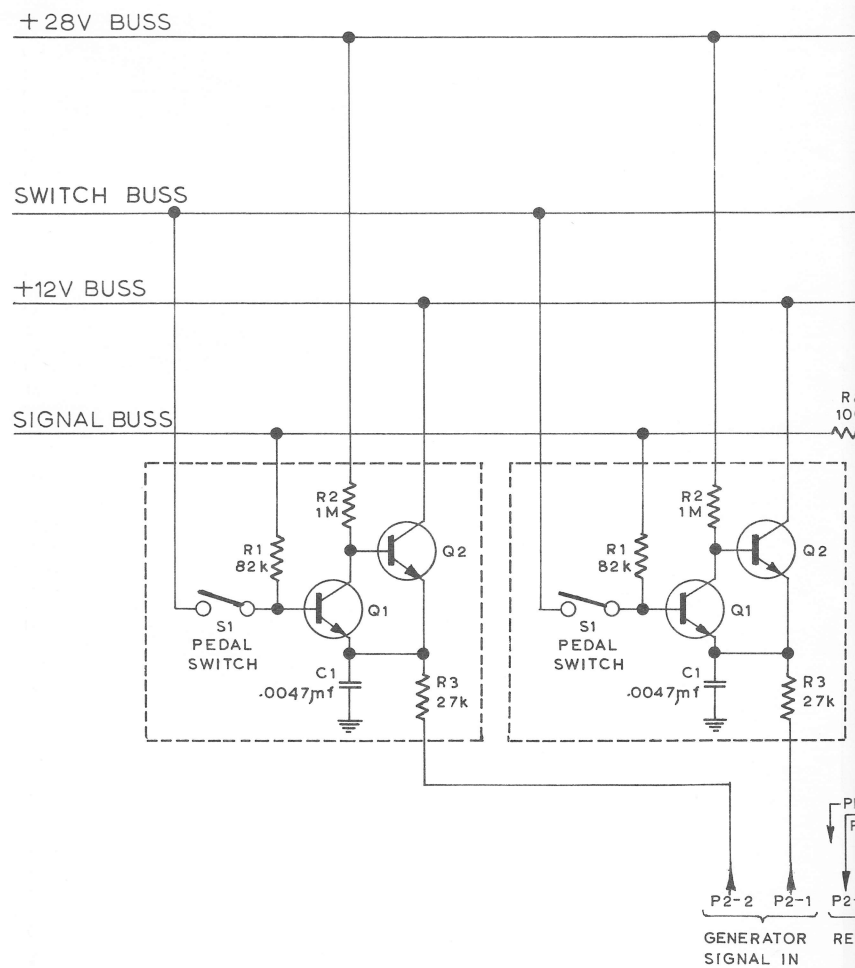 +28V BUSS
SWITCH BUSS
+12V BUSS
SIGNAL BUSS
R2
1M
Q2
R1
82k
Q1
S1
PEDAL
SWITCH
C1
.0047mf
R3
27k
R2
1M
Q2
R1
82k
Q1
S1
PEDAL
SWITCH
C1
.0047mf
R3
27k
P2-2 P2-1
GENERATOR
SIGNAL IN